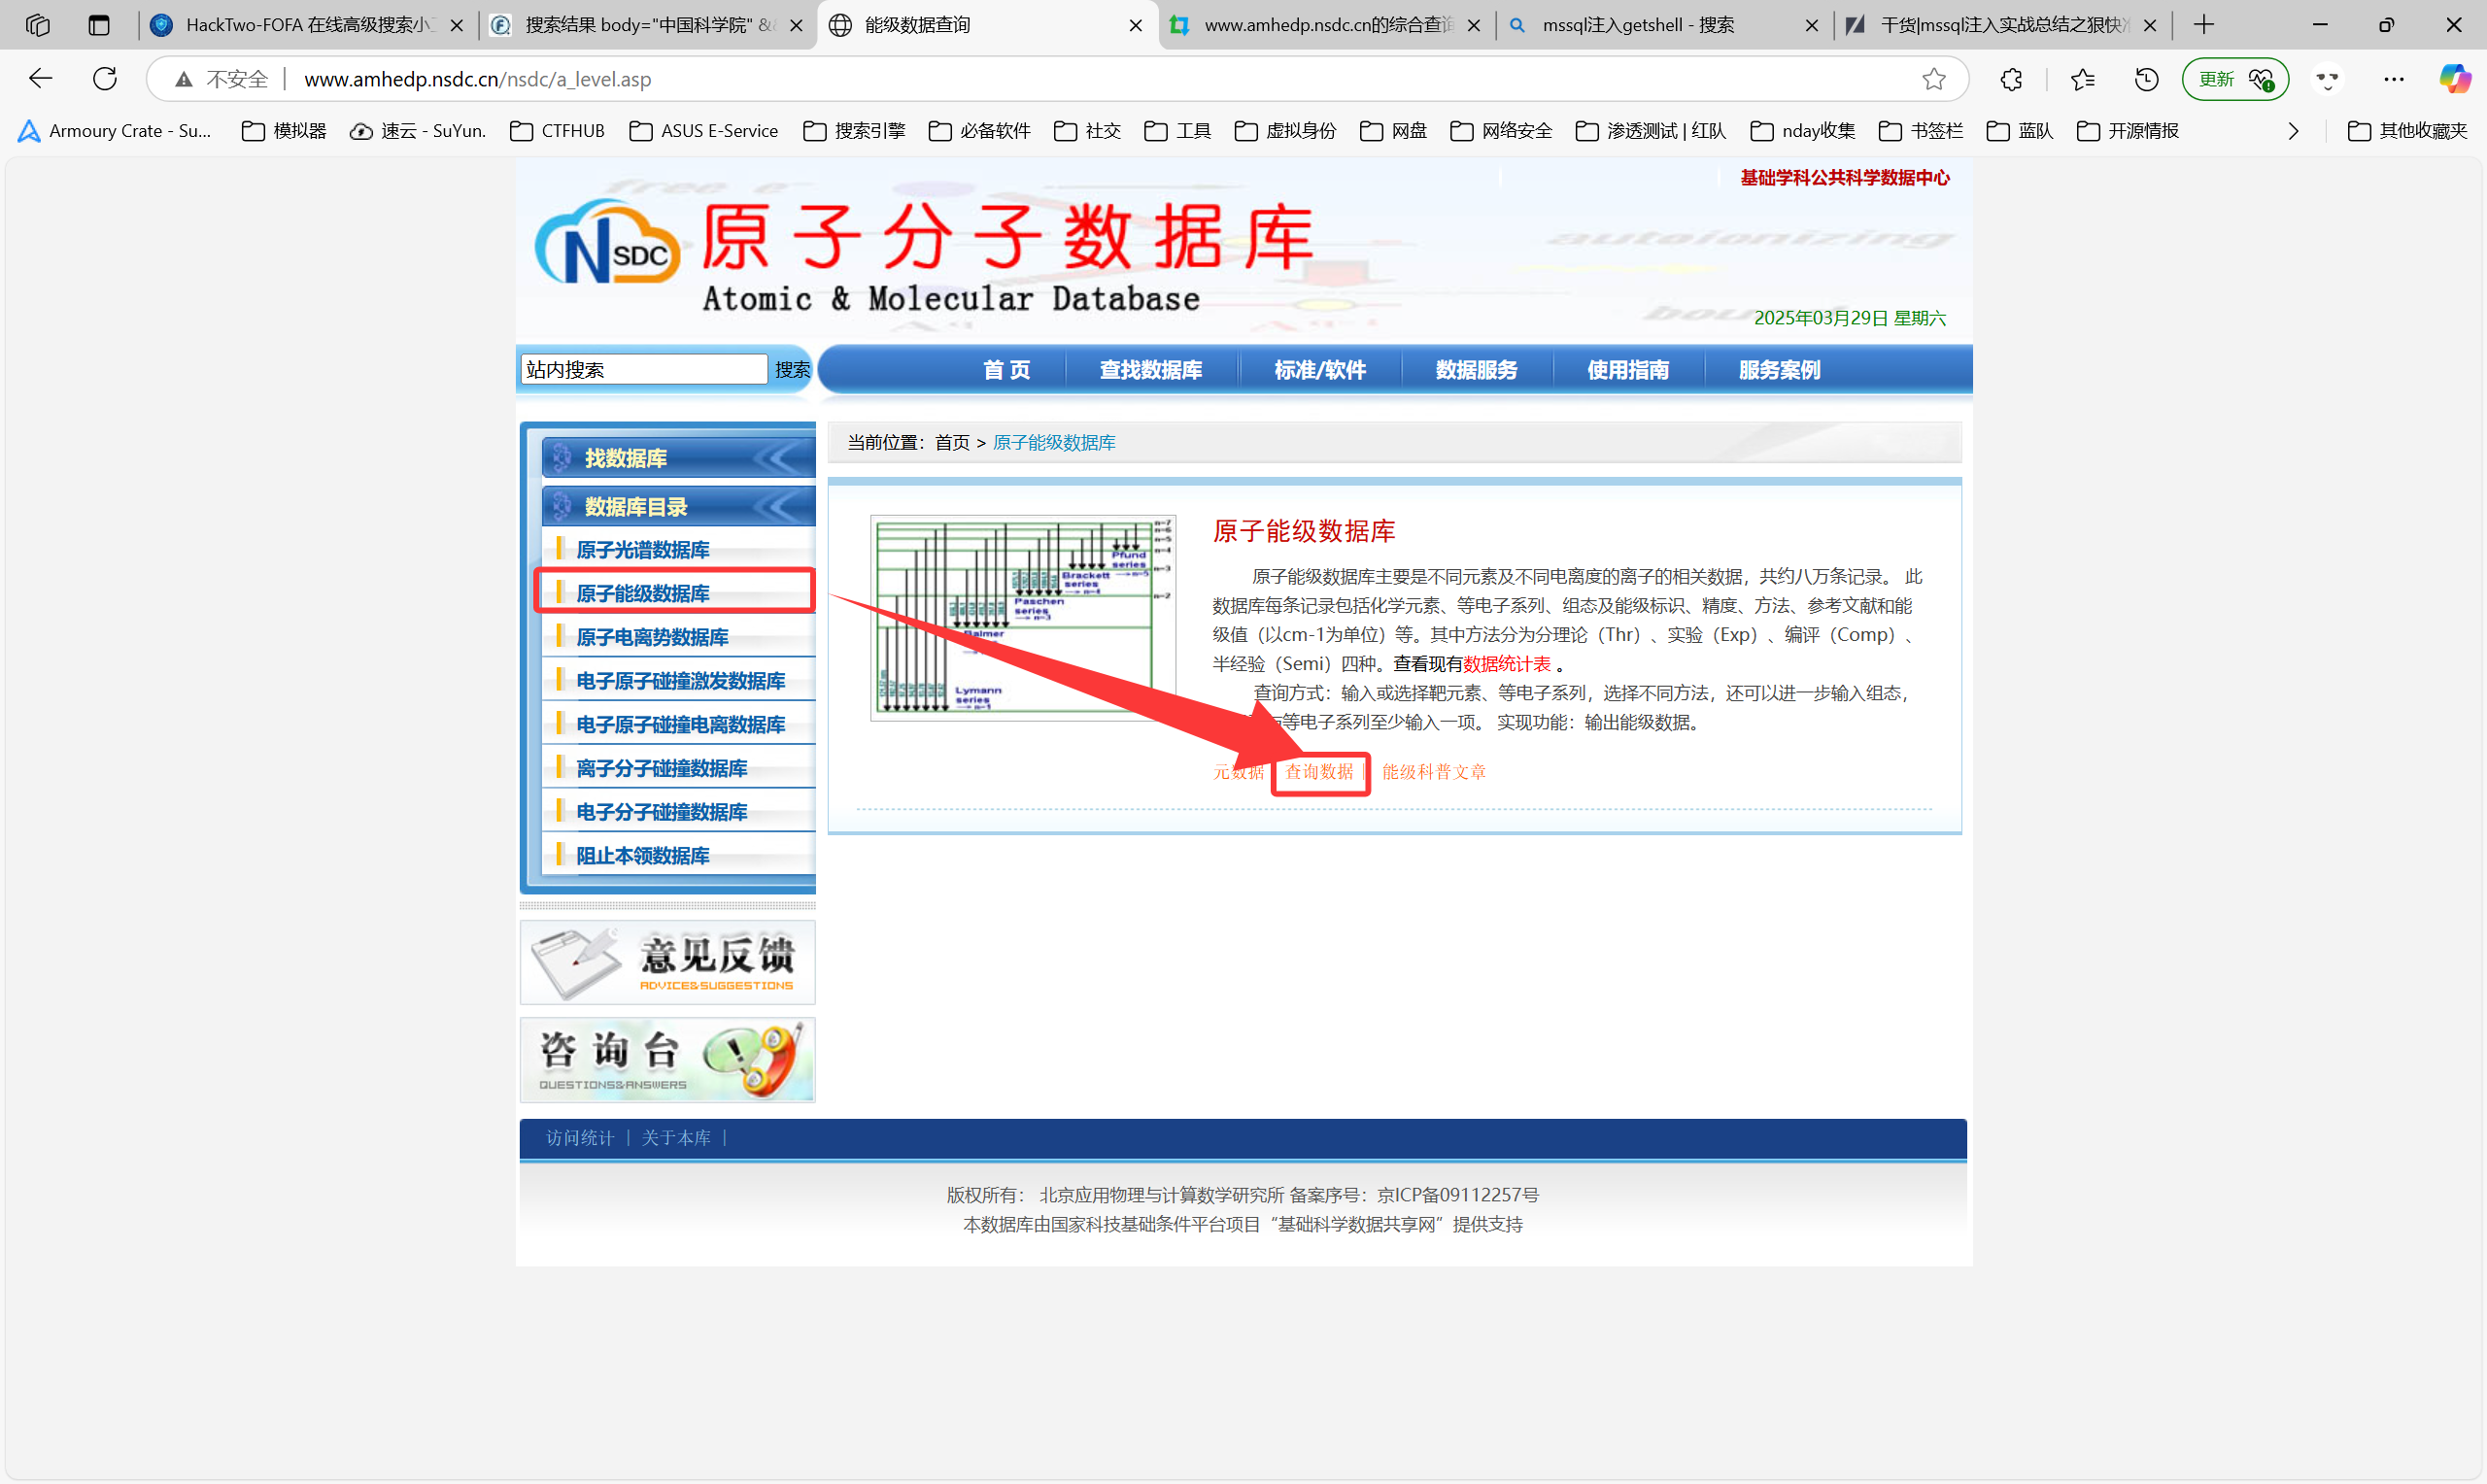 HackTwo-FOFA 在线高级搜索小
搜索结果 body="中国科学院" &
能级数据查询
www.amhedp.nsdc.cn的综合查
mssql注入getshell - 搜索
干货|mssql注入实战总结之狠快
不安全 www.amhedp.nsdc.cn/nsdc/a_level.asp
更新
Armoury Crate - Su...
模拟器
速云 - SuYun.
CTFHUB
ASUS E-Service
搜索引擎
必备软件
社交
工具
虚拟身份
网盘
网络安全
渗透测试 | 红队
nday收集
书签栏
蓝队
开源情报
其他收藏夹
free e
autoionizing
基础学科公共科学数据中心
NSDC
原子分子数据库
Atomic & Molecular Database
2025年03月29日 星期六
站内搜索 搜索
首 页
查找数据库
标准/软件
数据服务
使用指南
服务案例
找数据库
数据库目录
原子光谱数据库
原子能级数据库
原子电离势数据库
电子原子碰撞激发数据库
电子原子碰撞电离数据库
离子分子碰撞数据库
电子分子碰撞数据库
阻止本领数据库
当前位置：首页 > 原子能级数据库
n=7
n=6
n=5
n=4
Pfund
series
n=3
Brackett
series → n=4
n=2
Paschen
series
→ n=3
Balmer
Lymann
series
→ n=1
原子能级数据库
原子能级数据库主要是不同元素及不同电离度的离子的相关数据，共约八万条记录。 此
数据库每条记录包括化学元素、等电子系列、组态及能级标识、精度、方法、参考文献和能
级值（以cm-1为单位）等。其中方法分为分理论（Thr）、实验（Exp）、编评（Comp）、
半经验（Semi）四种。查看现有数据统计表 。
查询方式：输入或选择靶元素、等电子系列，选择不同方法，还可以进一步输入组态，
等电子系列至少输入一项。 实现功能：输出能级数据。
元数据 查询数据 | 能级科普文章
意见反馈
ADVICE&SUGGESTIONS
咨询台
QUESTIONS&ANSWERS
访问统计 | 关于本库 |
版权所有： 北京应用物理与计算数学研究所 备案序号：京ICP备09112257号
本数据库由国家科技基础条件平台项目“基础科学数据共享网”提供支持